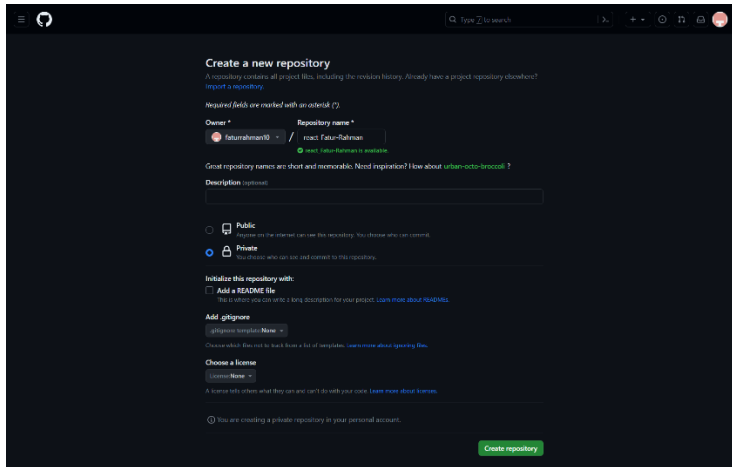 Type / to search
Create a new repository
A repository contains all project files, including the revision history. Already have a project repository elsewhere?
Import a repository.
Required fields are marked with an asterisk (*).
Owner * Repository name *
faturrahman10 / react_Fatur-Rahman
react_Fatur-Rahman is available.
Great repository names are short and memorable. Need inspiration? How about urban-octo-broccoli ?
Description (optional)
Public
Anyone on the internet can see this repository. You choose who can commit.
Private
You choose who can see and commit to this repository.
Initialize this repository with:
Add a README file
This is where you can write a long description for your project. Learn more about READMEs.
Add .gitignore
.gitignore template: None
Choose which files not to track from a list of templates. Learn more about ignoring files.
Choose a license
License: None
A license tells others what they can and can't do with your code. Learn more about licenses.
You are creating a private repository in your personal account.
Create repository